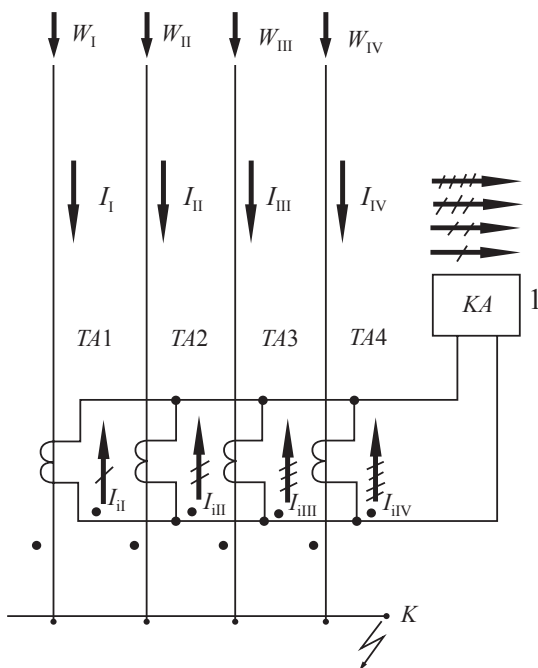 W_I W_II W_III W_IV
I_I I_II I_III I_IV
KA 1
TA1 TA2 TA3 TA4
I_iI I_iII I_iIII I_iIV
K